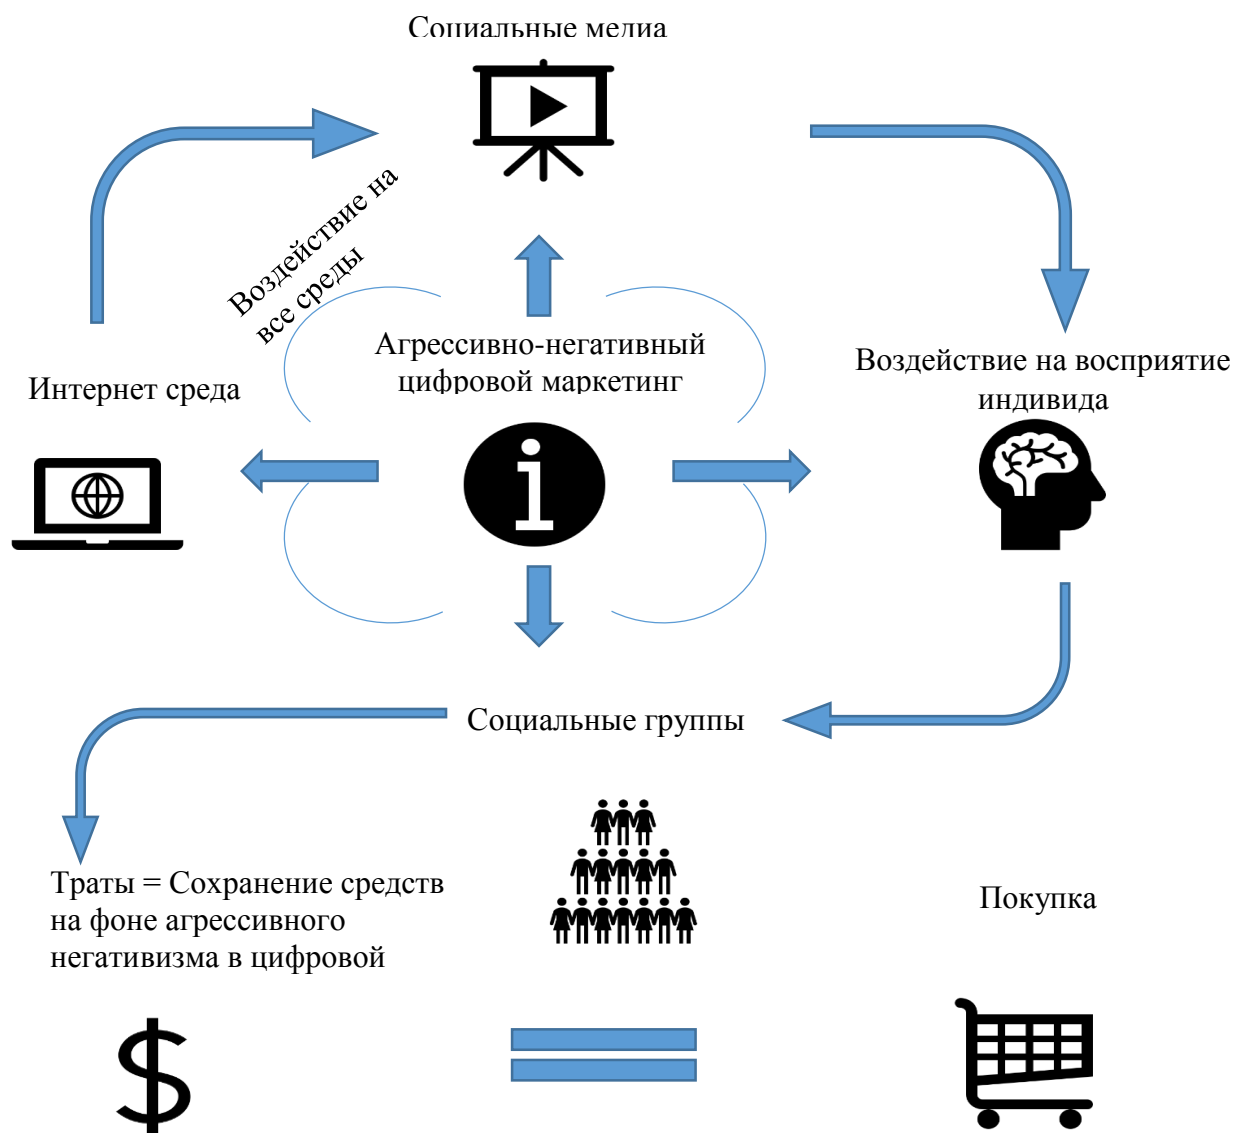 Социальные медиа
Воздействие на
все среды
Агрессивно-негативный
цифровой маркетинг
Интернет среда
Воздействие на восприятие
индивида
Социальные группы
Траты = Сохранение средств
на фоне агрессивного
негативизма в цифровой
Покупка